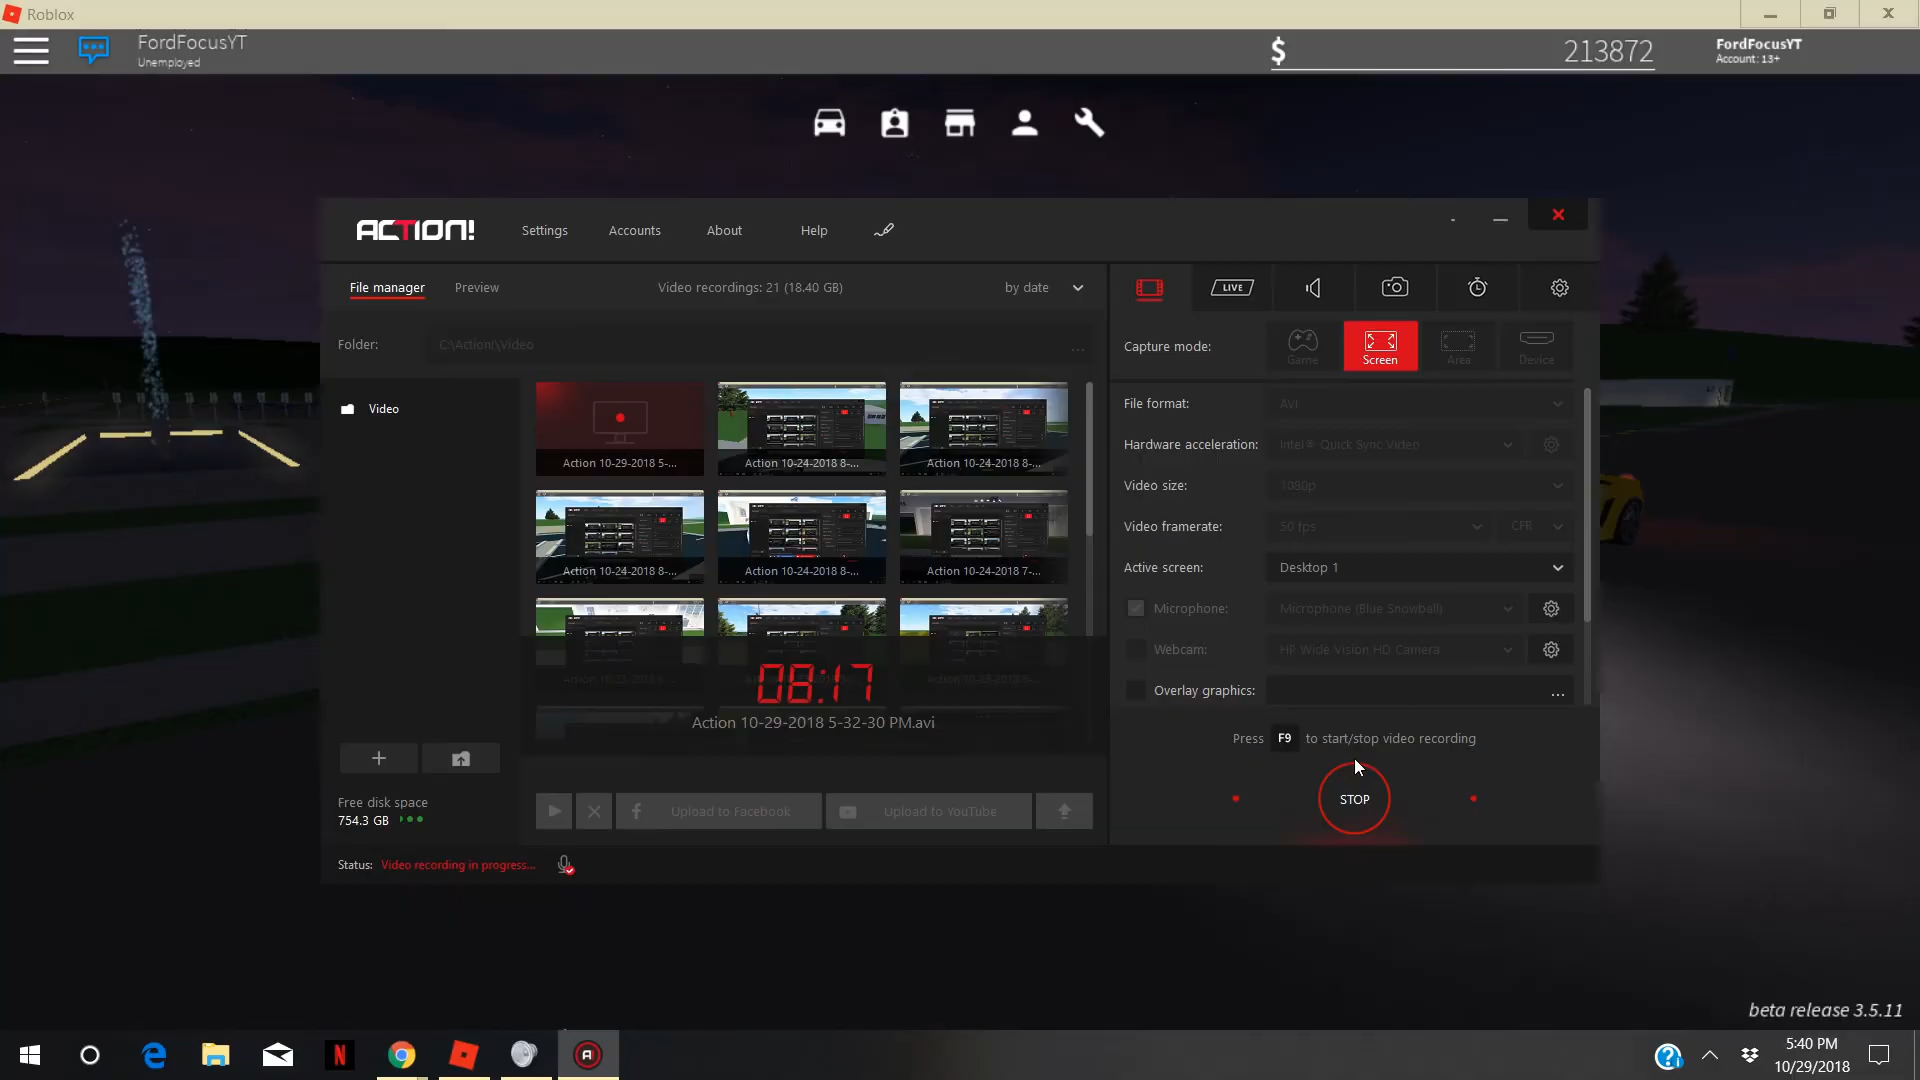 Roblox
FordFocusYT
Unemployed
$ 213872
FordFocusYT
Account: 13+
ACTION!
Settings
Accounts
About
Help
File manager
Preview
Video recordings: 21 (18.40 GB)
by date
LIVE
Folder:
C:\Action!\Video
...
Capture mode:
Game
Screen
Area
Device
Video
Action 10-29-2018 5-...
Action 10-24-2018 8-...
Action 10-24-2018 8-...
Action 10-24-2018 8-...
Action 10-24-2018 8-...
Action 10-24-2018 7-...
File format:
AVI
Hardware acceleration:
Intel® Quick Sync Video
Video size:
1080p
Video framerate:
50 fps
CFR
Active screen:
Desktop 1
Microphone:
Microphone (Blue Snowball)
Webcam:
HP Wide Vision HD Camera
Overlay graphics:
...
08:17
Action 10-29-2018 5-32-30 PM.avi
Press F9 to start/stop video recording
STOP
+
Free disk space
754.3 GB
Upload to Facebook
Upload to YouTube
Status: Video recording in progress...
beta release 3.5.11
5:40 PM
10/29/2018